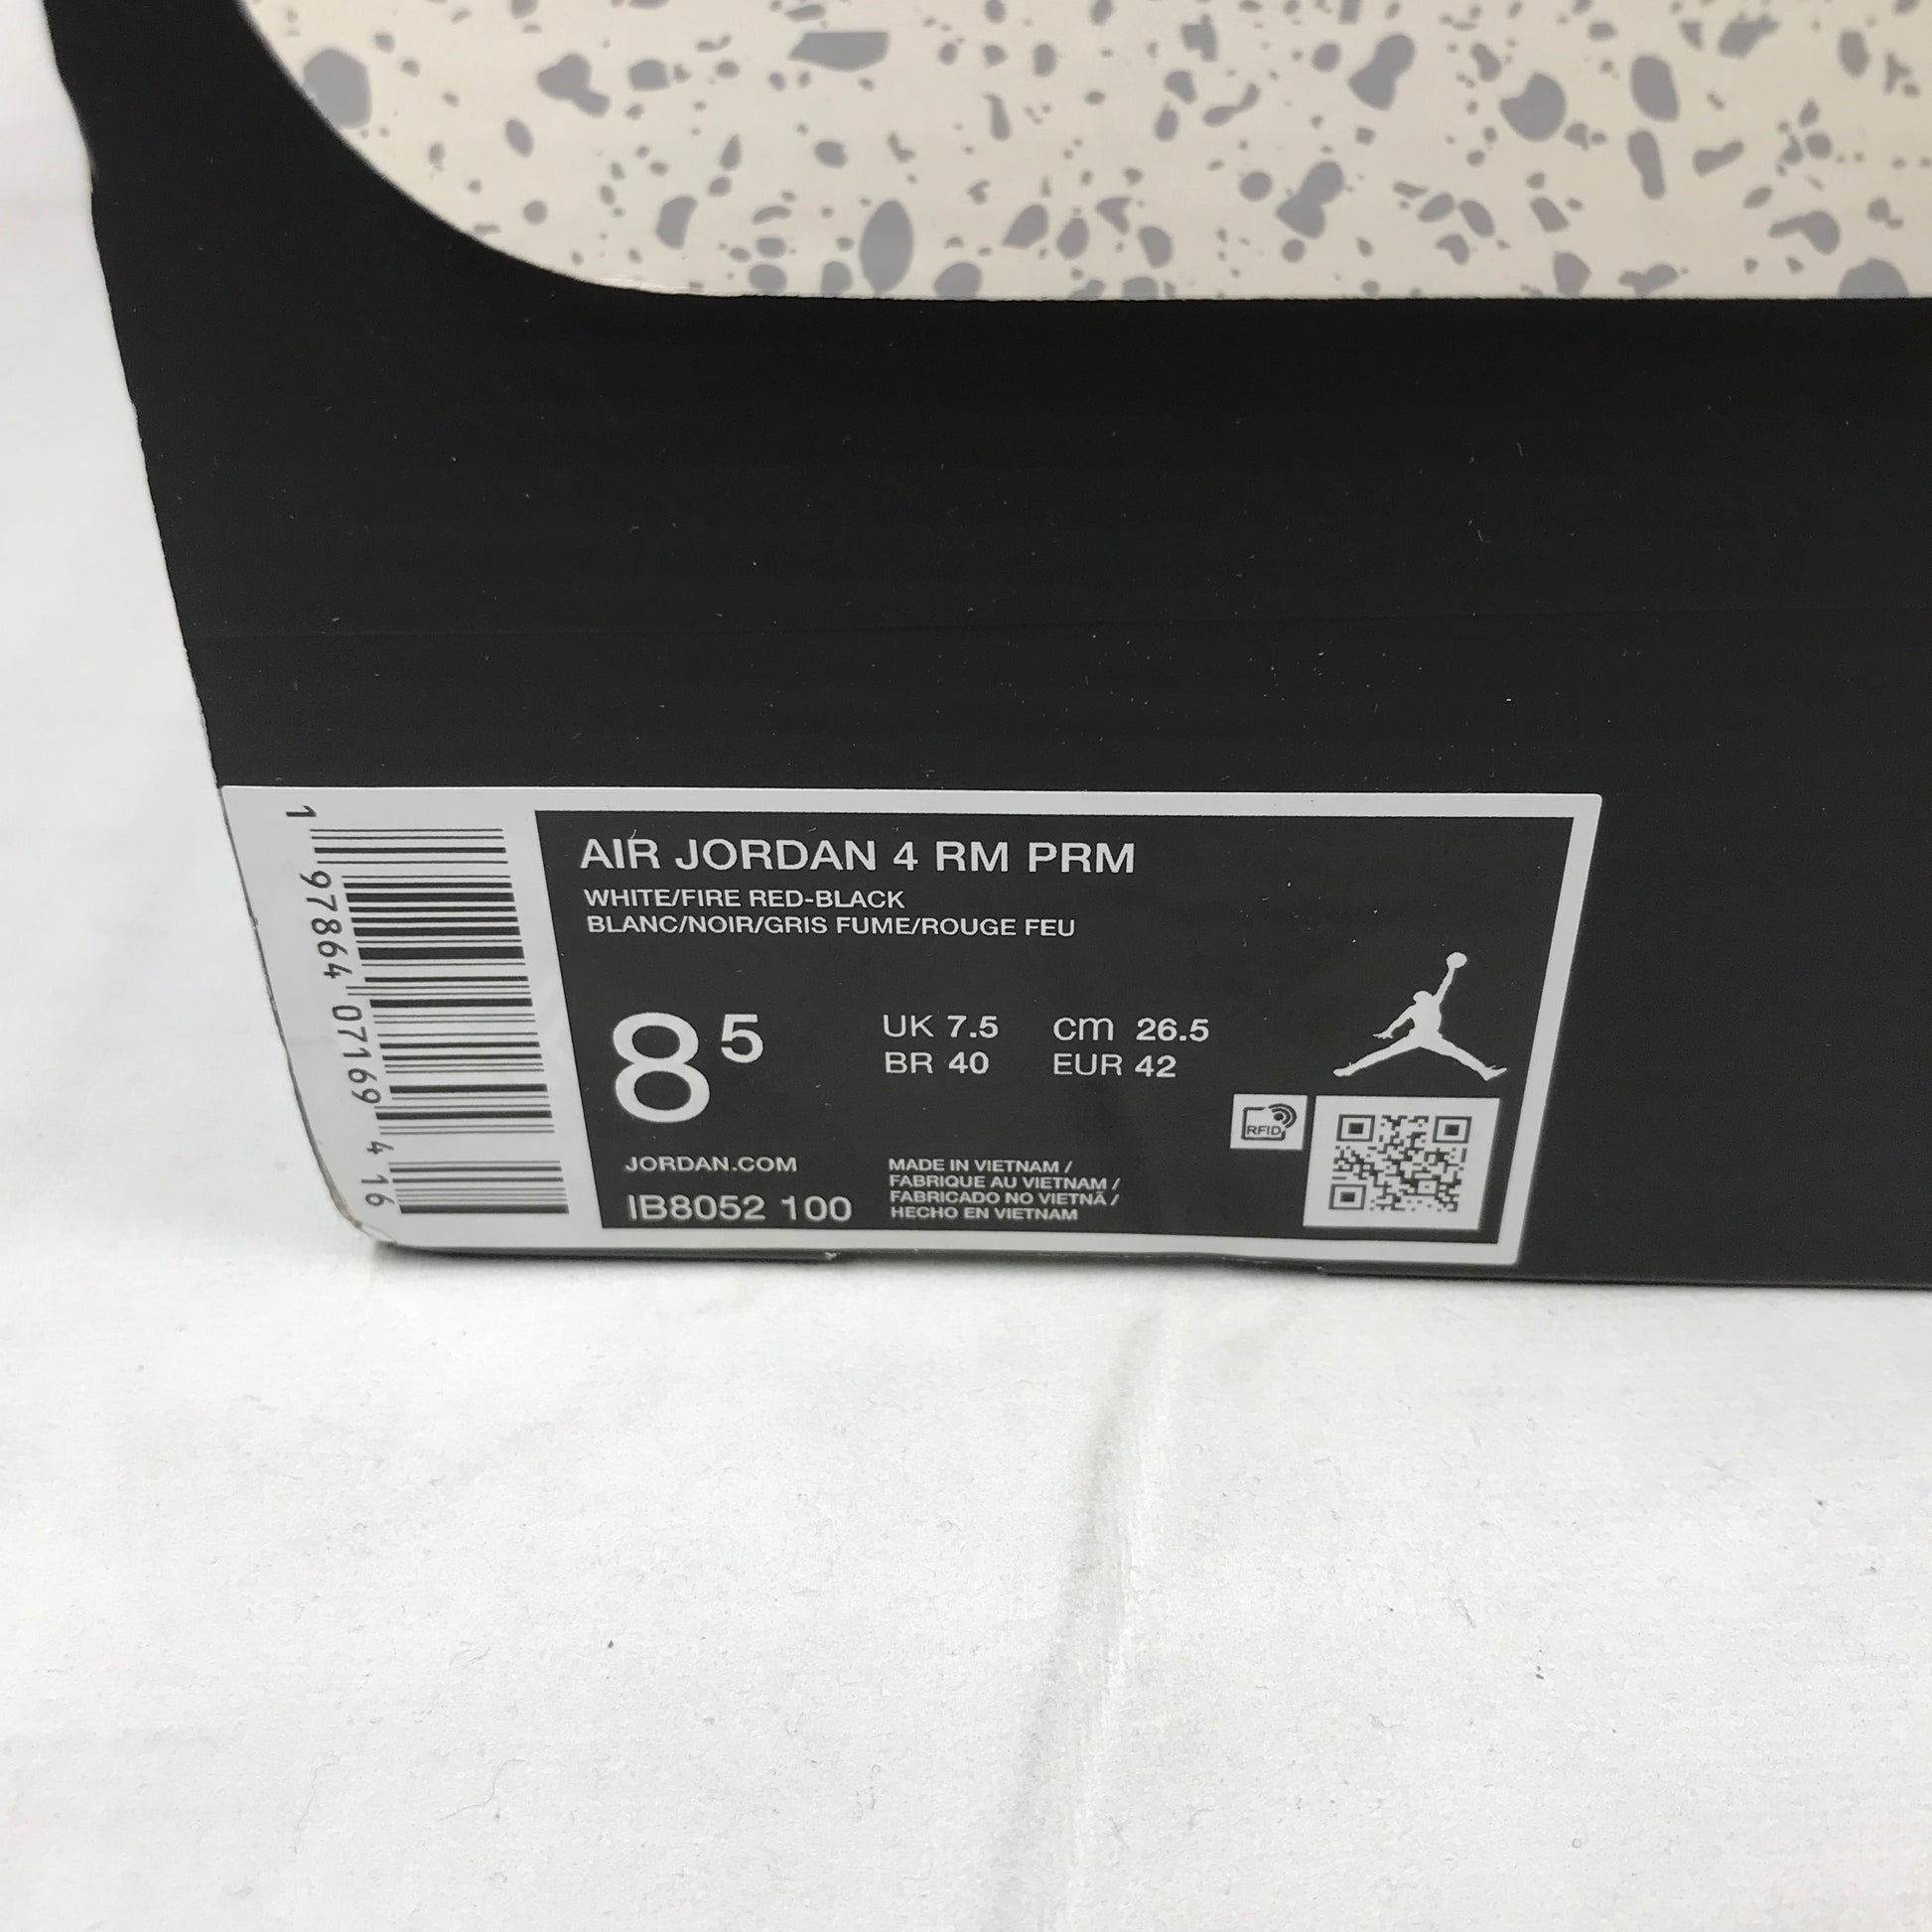 AIR JORDAN 4 RM PRM
WHITE/FIRE RED-BLACK
BLANC/NOIR/GRIS FUME/ROUGE FEU
8 5
UK 7.5 cm 26.5
BR 40 EUR 42
RFID
JORDAN.COM
IB8052 100
MADE IN VIETNAM /
FABRIQUE AU VIETNAM /
FABRICADO NO VIETNÃ /
HECHO EN VIETNAM
1 97864 07169 4 16